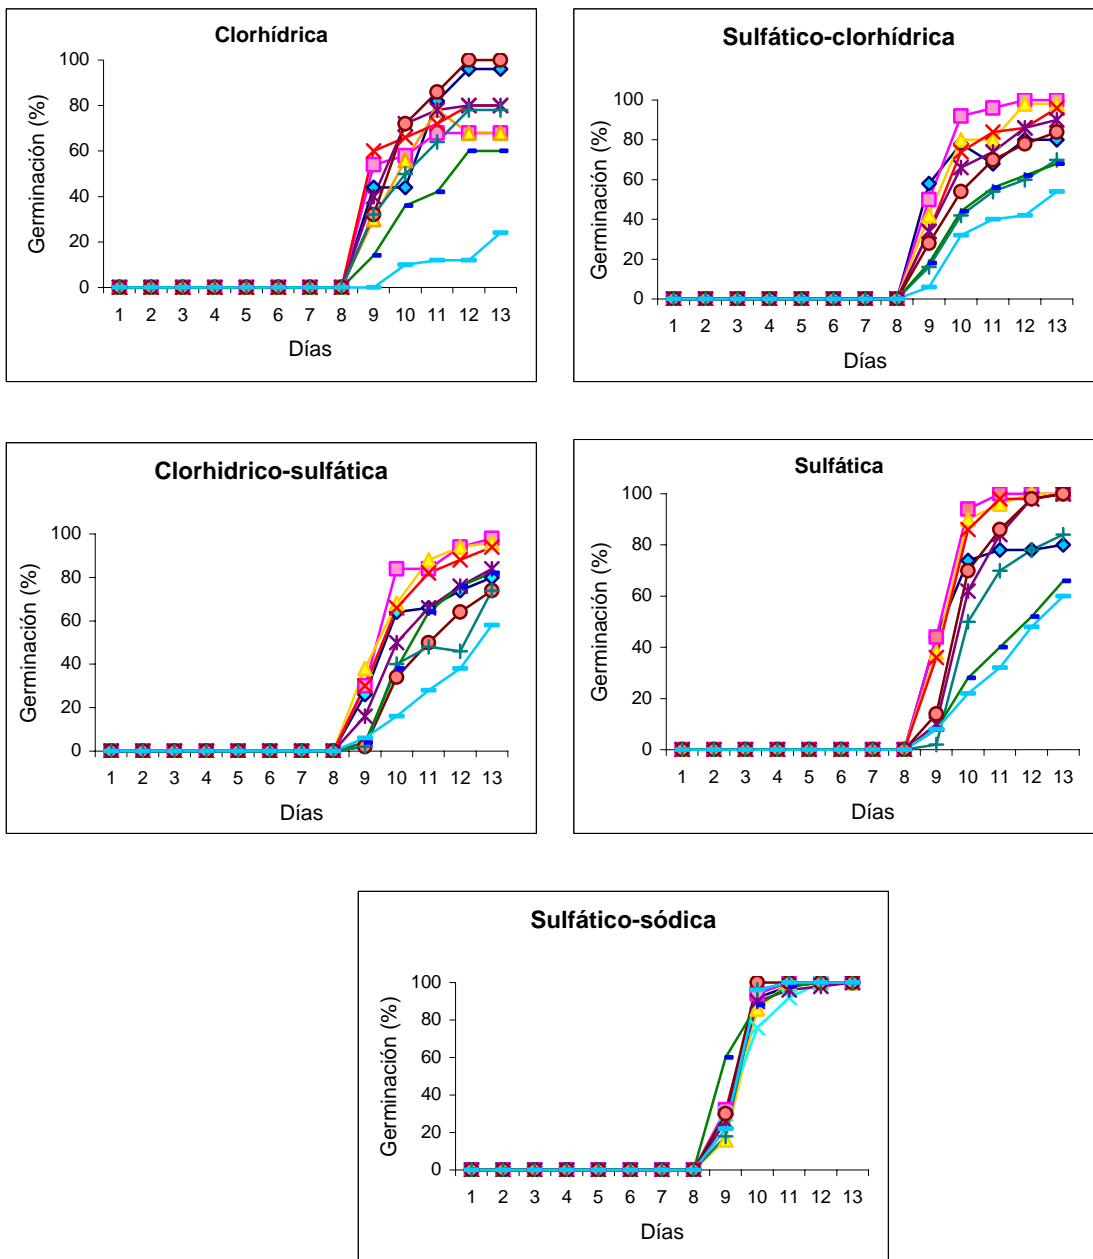 Clorhídrica
Germinación (%)
100
80
60
40
20
0
1 2 3 4 5 6 7 8 9 10 11 12 13
Días
Sulfático-clorhídrica
Germinación (%)
100
80
60
40
20
0
1 2 3 4 5 6 7 8 9 10 11 12 13
Días
Clorhidrico-sulfática
Germinación (%)
100
80
60
40
20
0
1 2 3 4 5 6 7 8 9 10 11 12 13
Días
Sulfática
Germinación (%)
100
80
60
40
20
0
1 2 3 4 5 6 7 8 9 10 11 12 13
Días
Sulfático-sódica
Germinación (%)
100
80
60
40
20
0
1 2 3 4 5 6 7 8 9 10 11 12 13
Días